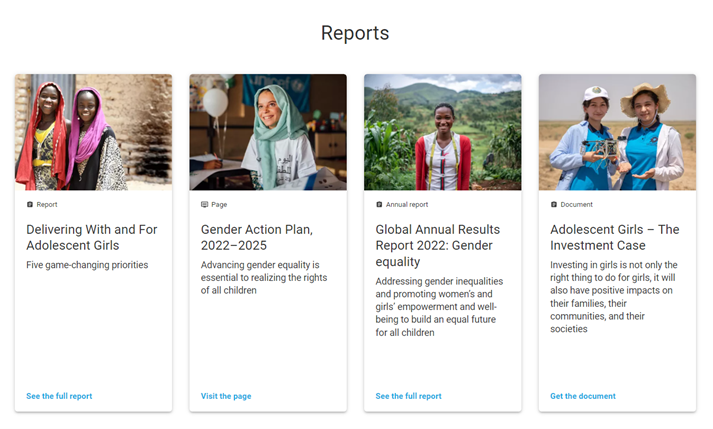 Reports
Report
Delivering With and For
Adolescent Girls
Five game-changing priorities
See the full report
Page
Gender Action Plan,
2022–2025
Advancing gender equality is
essential to realizing the rights
of all children
Visit the page
Annual report
Global Annual Results
Report 2022: Gender
equality
Addressing gender inequalities
and promoting women's and
girls' empowerment and well-
being to build an equal future
for all children
See the full report
Document
Adolescent Girls – The
Investment Case
Investing in girls is not only the
right thing to do for girls, it will
also have positive impacts on
their families, their
communities, and their
societies
Get the document